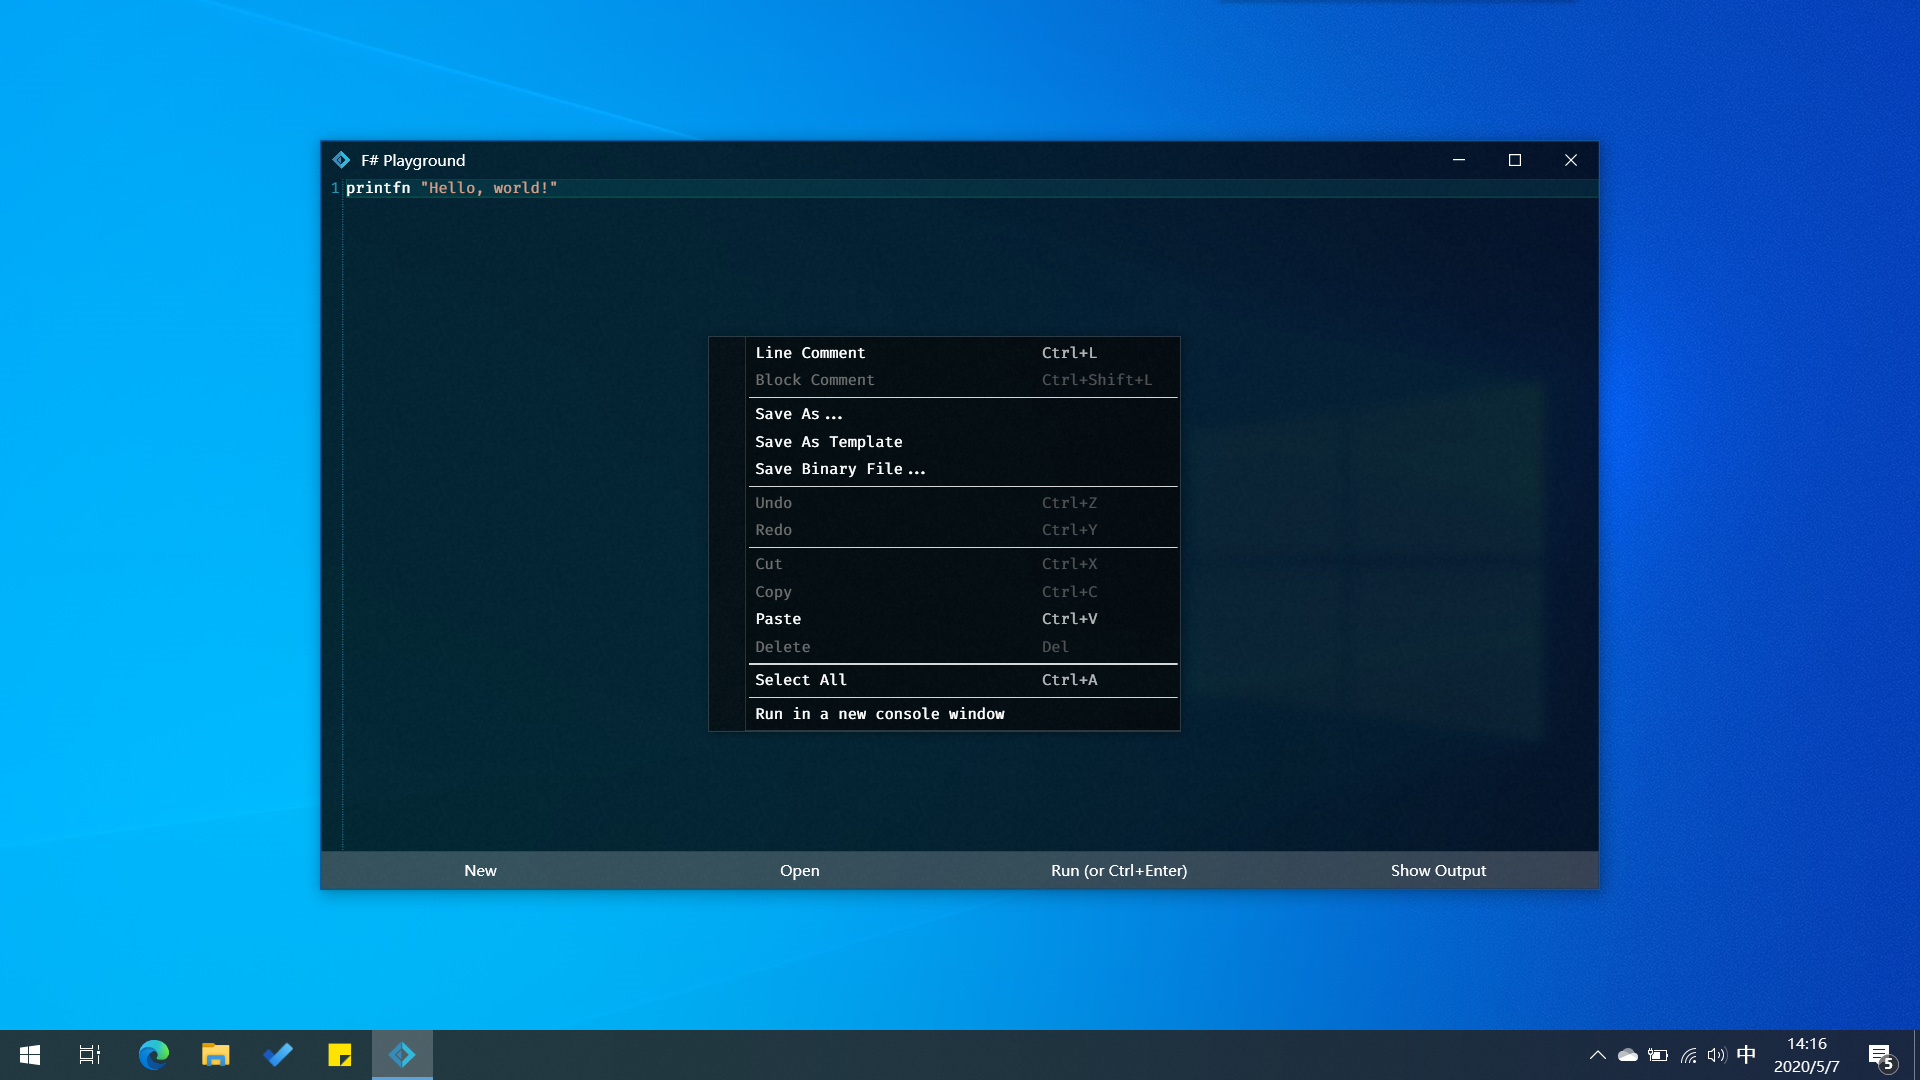 F# Playground
1 printfn "Hello, world!"
Line Comment Ctrl+L
Block Comment Ctrl+Shift+L
Save As...
Save As Template
Save Binary File...
Undo Ctrl+Z
Redo Ctrl+Y
Cut Ctrl+X
Copy Ctrl+C
Paste Ctrl+V
Delete Del
Select All Ctrl+A
Run in a new console window
New Open Run (or Ctrl+Enter) Show Output
中 14:16 5
2020/5/7